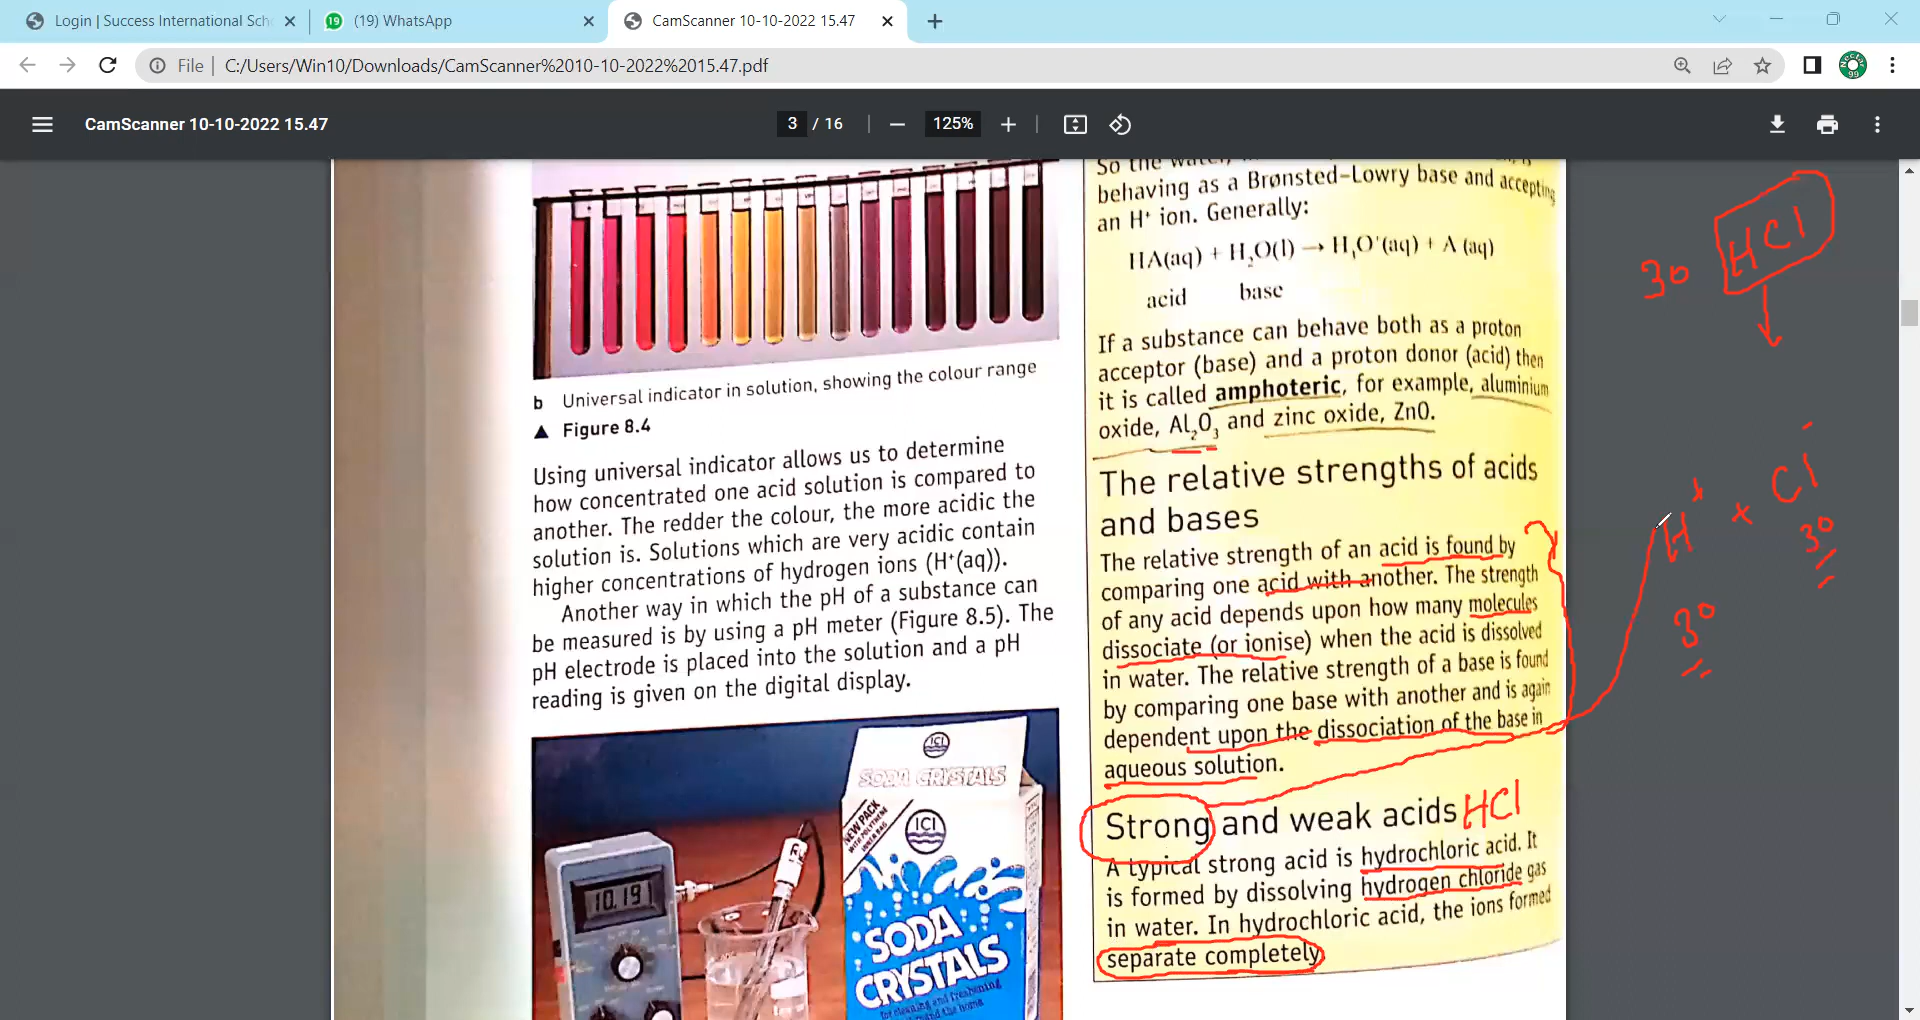 Login | Success International Sch
(19) WhatsApp
CamScanner 10-10-2022 15.47
File
C:/Users/Win10/Downloads/CamScanner%2010-10-2022%2015.47.pdf
CamScanner 10-10-2022 15.47
3 / 16
125%
b Universal indicator in solution, showing the colour range
▲ Figure 8.4
Using universal indicator allows us to determine
how concentrated one acid solution is compared to
another. The redder the colour, the more acidic the
solution is. Solutions which are very acidic contain
higher concentrations of hydrogen ions (H⁺(aq)).
Another way in which the pH of a substance can
be measured is by using a pH meter (Figure 8.5). The
pH electrode is placed into the solution and a pH
reading is given on the digital display.
10.19
ICI
SODA CRYSTALS
NEW PACK
ICI
SODA
CRYSTALS
for cleaning and freshening
So the water,
behaving as a Brønsted–Lowry base and accepting
an H⁺ ion. Generally:
HA(aq) + H₂O(l) → H₃O⁺(aq) + A (aq)
acid base
If a substance can behave both as a proton
acceptor (base) and a proton donor (acid) then
it is called amphoteric, for example, aluminium
oxide, Al₂O₃ and zinc oxide, ZnO.
The relative strengths of acids
and bases
The relative strength of an acid is found by
comparing one acid with another. The strength
of any acid depends upon how many molecules
dissociate (or ionise) when the acid is dissolved
in water. The relative strength of a base is found
by comparing one base with another and is again
dependent upon the dissociation of the base in
aqueous solution.
Strong and weak acids HCl
A typical strong acid is hydrochloric acid. It
is formed by dissolving hydrogen chloride gas
in water. In hydrochloric acid, the ions formed
separate completely
30 HCl
H⁺ + Cl⁻
30
30